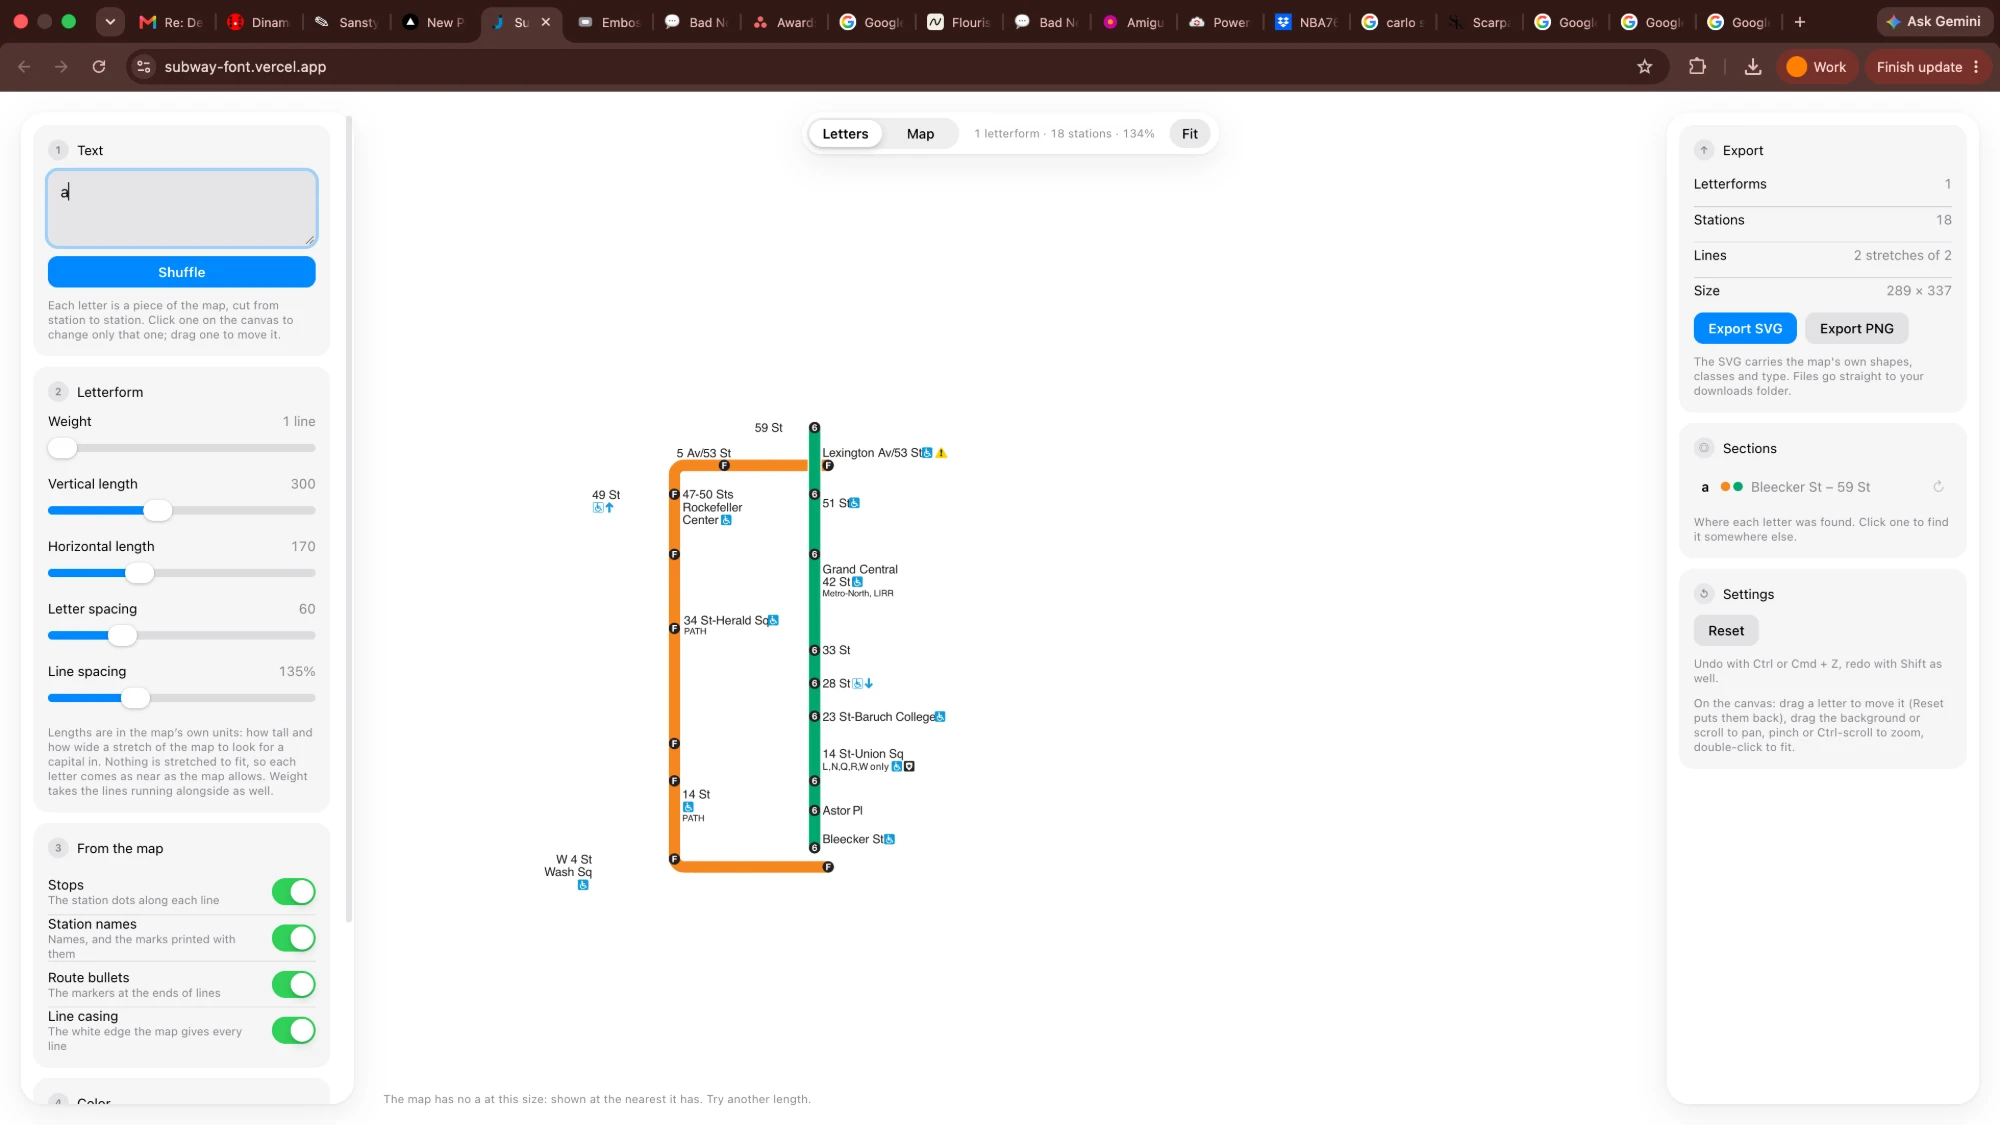 Re: De
Dinam
Sansty
New P
Su
Embos
Bad N
Award
Google
Flouris
Bad N
Amigu
Power
NBA76
carlo s
Scarpa
Google
Google
Google
Ask Gemini
subway-font.vercel.app
Work
Finish update
1 Text
a
Shuffle
Each letter is a piece of the map, cut from
station to station. Click one on the canvas to
change only that one; drag one to move it.
2 Letterform
Weight 1 line
Vertical length 300
Horizontal length 170
Letter spacing 60
Line spacing 135%
Lengths are in the map's own units: how tall and
how wide a stretch of the map to look for a
capital in. Nothing is stretched to fit, so each
letter comes as near as the map allows. Weight
takes the lines running alongside as well.
3 From the map
Stops
The station dots along each line
Station names
Names, and the marks printed with
them
Route bullets
The markers at the ends of lines
Line casing
The white edge the map gives every
line
4 Color
Letters Map 1 letterform · 18 stations · 134% Fit
59 St 6
5 Av/53 St
F
Lexington Av/53 St
F
49 St
F 47-50 Sts
Rockefeller
Center
6
51 St
F
6
Grand Central
42 St
Metro-North, LIRR
F 34 St-Herald Sq
PATH
6 33 St
6 28 St
6 23 St-Baruch College
F
14 St-Union Sq
L,N,Q,R,W only
F
6
14 St
PATH
6 Astor Pl
Bleecker St
6
W 4 St
Wash Sq
F
F
The map has no a at this size: shown at the nearest it has. Try another length.
Export
Letterforms 1
Stations 18
Lines 2 stretches of 2
Size 289 × 337
Export SVG Export PNG
The SVG carries the map's own shapes,
classes and type. Files go straight to your
downloads folder.
Sections
a Bleecker St – 59 St
Where each letter was found. Click one to find
it somewhere else.
Settings
Reset
Undo with Ctrl or Cmd + Z, redo with Shift as
well.
On the canvas: drag a letter to move it (Reset
puts them back), drag the background or
scroll to pan, pinch or Ctrl-scroll to zoom,
double-click to fit.